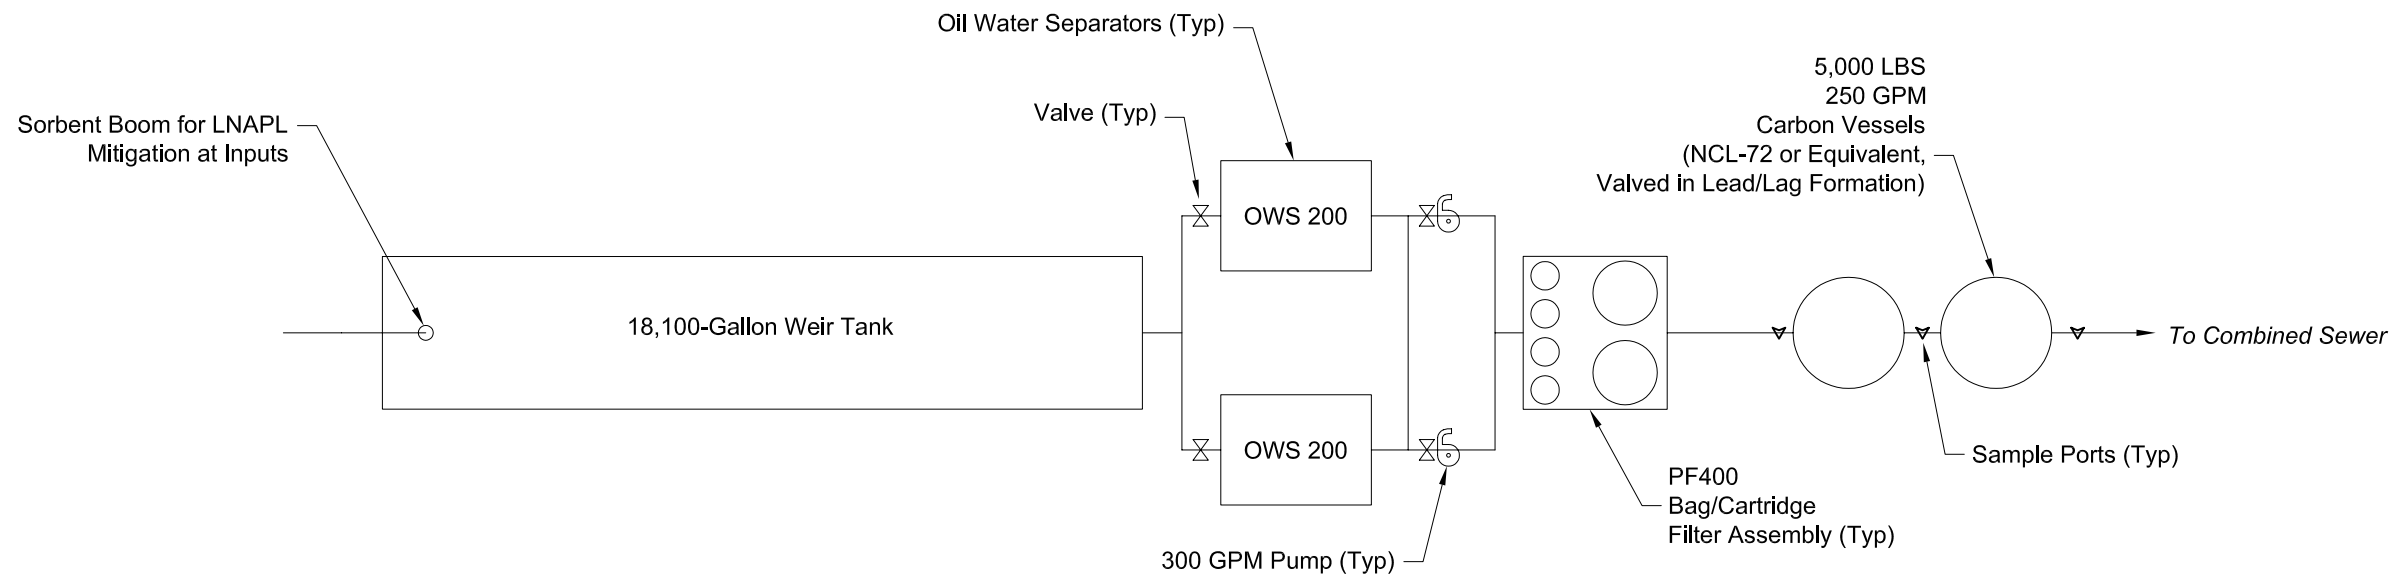 Oil Water Separators (Typ)
5,000 LBS
250 GPM
Carbon Vessels
(NCL-72 or Equivalent,
Valved in Lead/Lag Formation)
Valve (Typ)
Sorbent Boom for LNAPL
Mitigation at Inputs
OWS 200
18,100-Gallon Weir Tank
To Combined Sewer
OWS 200
Sample Ports (Typ)
PF400
Bag/Cartridge
Filter Assembly (Typ)
300 GPM Pump (Typ)